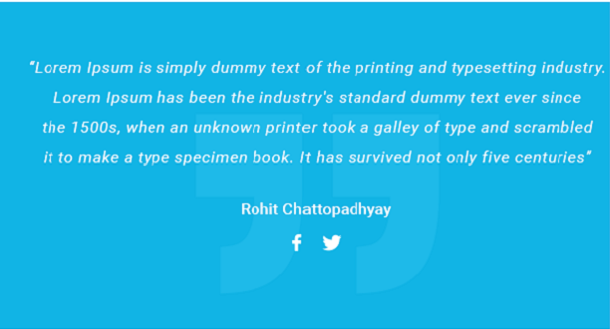 “Lorem Ipsum is simply dummy text of the printing and typesetting industry.
Lorem Ipsum has been the industry's standard dummy text ever since
the 1500s, when an unknown printer took a galley of type and scrambled
it to make a type specimen book. It has survived not only five centuries”
Rohit Chattopadhyay